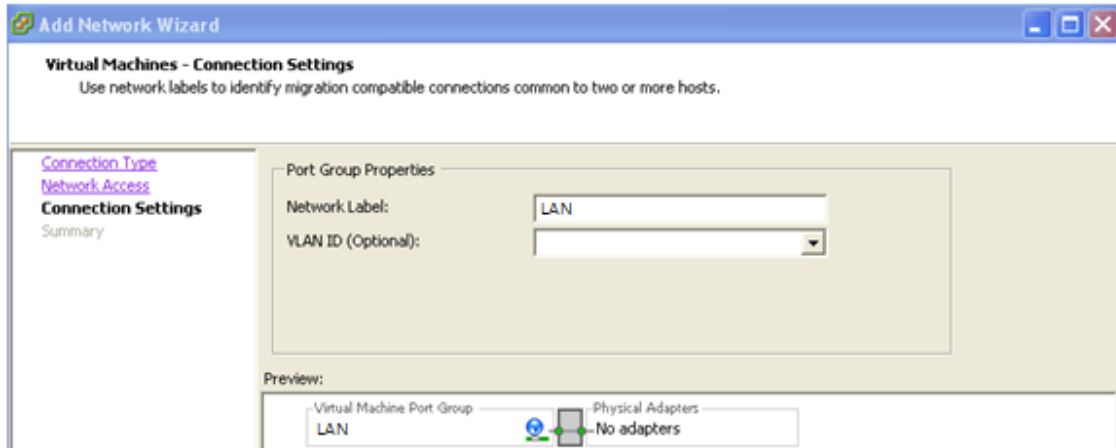 Add Network Wizard
Virtual Machines - Connection Settings
Use network labels to identify migration compatible connections common to two or more hosts.
Connection Type
Network Access
Connection Settings
Summary
Port Group Properties
Network Label:
LAN
VLAN ID (Optional):
Preview:
Virtual Machine Port Group
LAN
Physical Adapters
No adapters